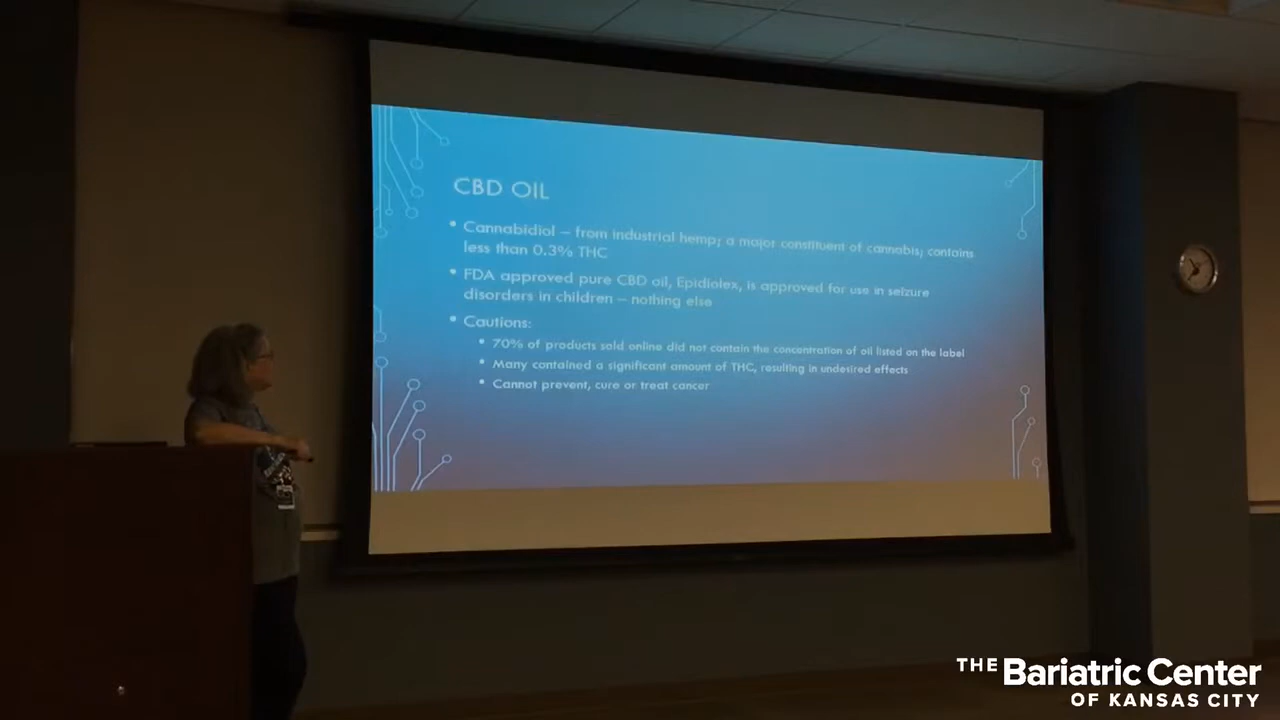 CBD OIL
• Cannabidiol – from industrial hemp; a major constituent of cannabis; contains
less than 0.3% THC
• FDA approved pure CBD oil, Epidiolex, is approved for use in seizure
disorders in children – nothing else
• Cautions:
• 70% of products sold online did not contain the concentration of oil listed on the label
• Many contained a significant amount of THC, resulting in undesired effects
• Cannot prevent, cure or treat cancer
THE Bariatric Center
OF KANSAS CITY